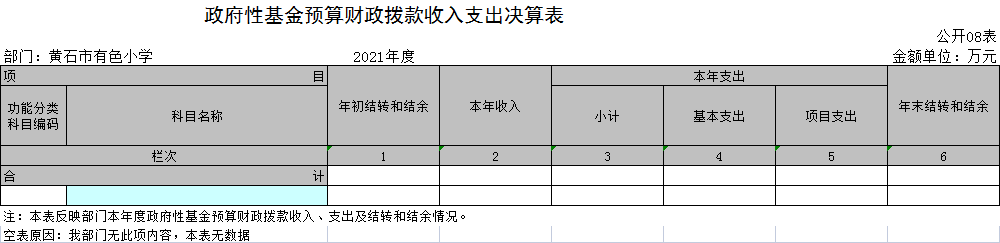 政府性基金预算财政拨款收入支出决算表
公开08表
部门：黄石市有色小学 2021年度 金额单位：万元
项 目 年初结转和结余 本年收入 本年支出 年末结转和结余
功能分类科目编码 科目名称 小计 基本支出 项目支出
栏次 1 2 3 4 5 6
合 计
注：本表反映部门本年度政府性基金预算财政拨款收入、支出及结转和结余情况。
空表原因：我部门无此项内容，本表无数据